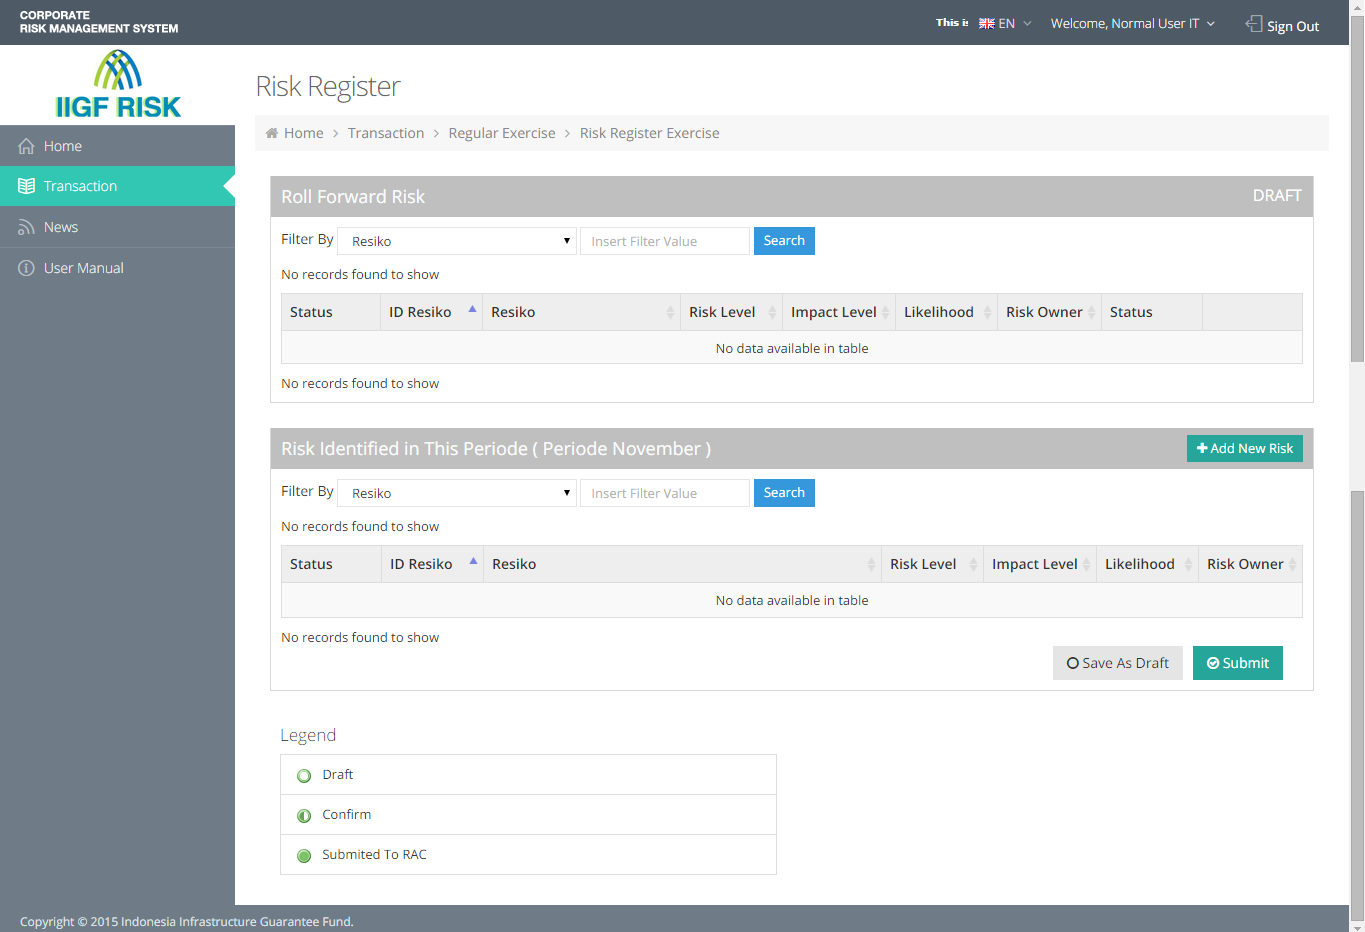 CORPORATE
RISK MANAGEMENT SYSTEM
This is EN Welcome, Normal User IT Sign Out
IIGF RISK
Home
Transaction
News
User Manual
Risk Register
Home > Transaction > Regular Exercise > Risk Register Exercise
Roll Forward Risk DRAFT
Filter By Resiko Insert Filter Value Search
No records found to show
Status ID Resiko Resiko Risk Level Impact Level Likelihood Risk Owner Status
No data available in table
No records found to show
Risk Identified in This Periode ( Periode November ) Add New Risk
Filter By Resiko Insert Filter Value Search
No records found to show
Status ID Resiko Resiko Risk Level Impact Level Likelihood Risk Owner
No data available in table
No records found to show
Save As Draft Submit
Legend
Draft
Confirm
Submited To RAC
Copyright © 2015 Indonesia Infrastructure Guarantee Fund.